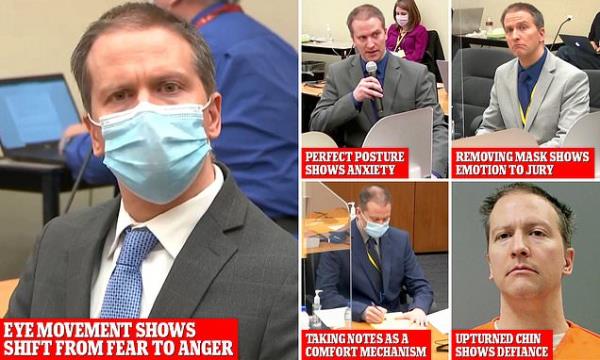 EYE MOVEMENT SHOWS
SHIFT FROM FEAR TO ANGER
PERFECT POSTURE
SHOWS ANXIETY
REMOVING MASK SHOWS
EMOTION TO JURY
TAKING NOTES AS A
COMFORT MECHANISM
UPTURNED CHIN
SHOWS DEFIANCE